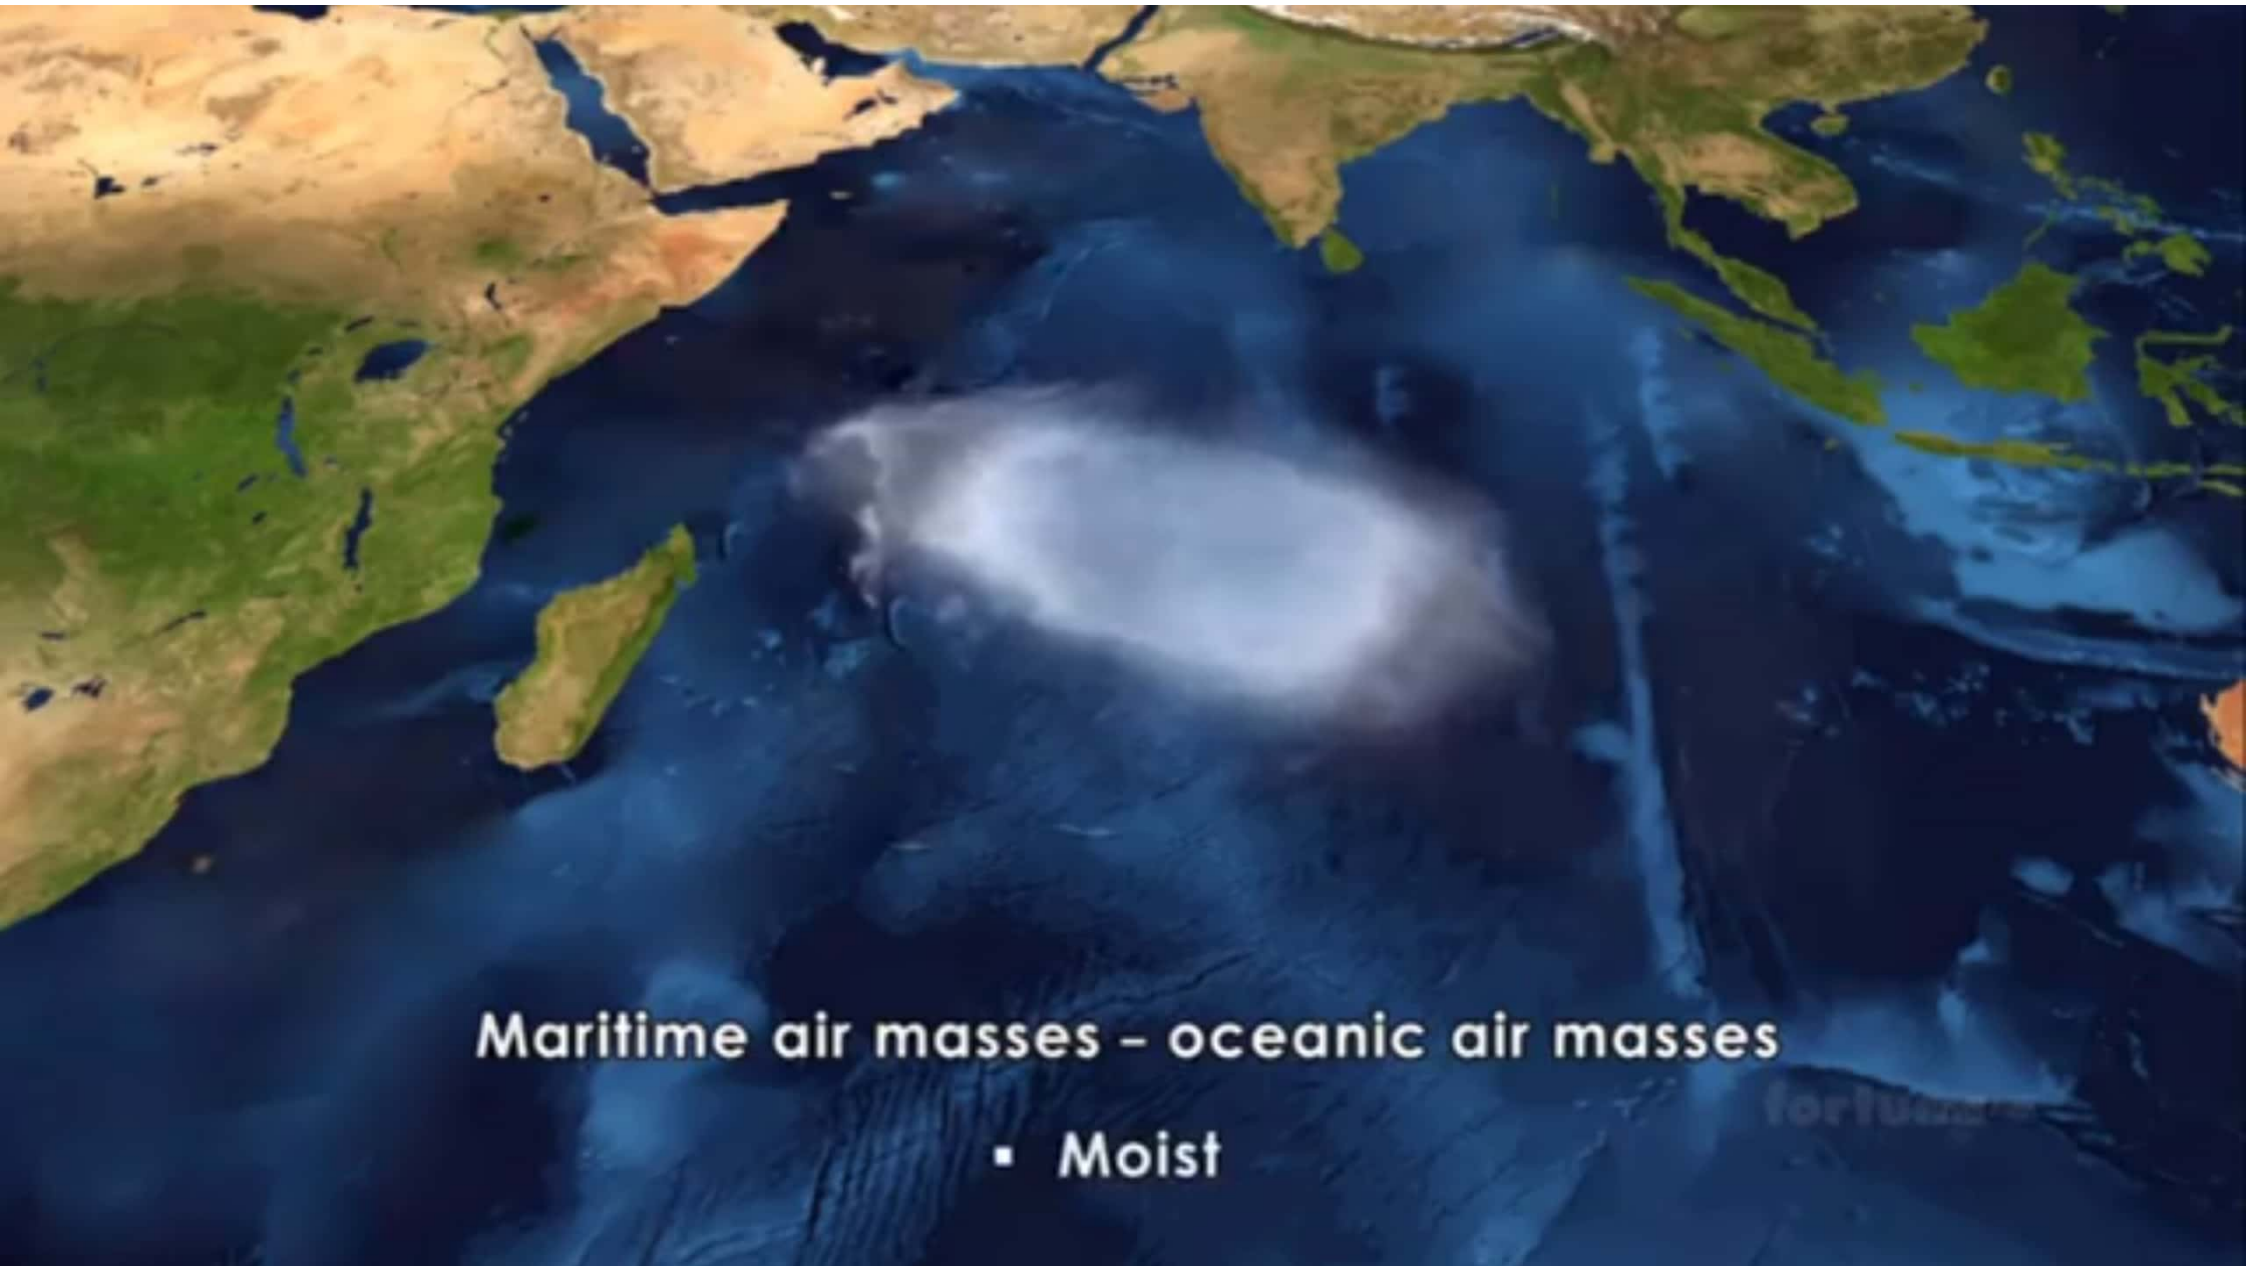 Maritime air masses – oceanic air masses
▪ Moist